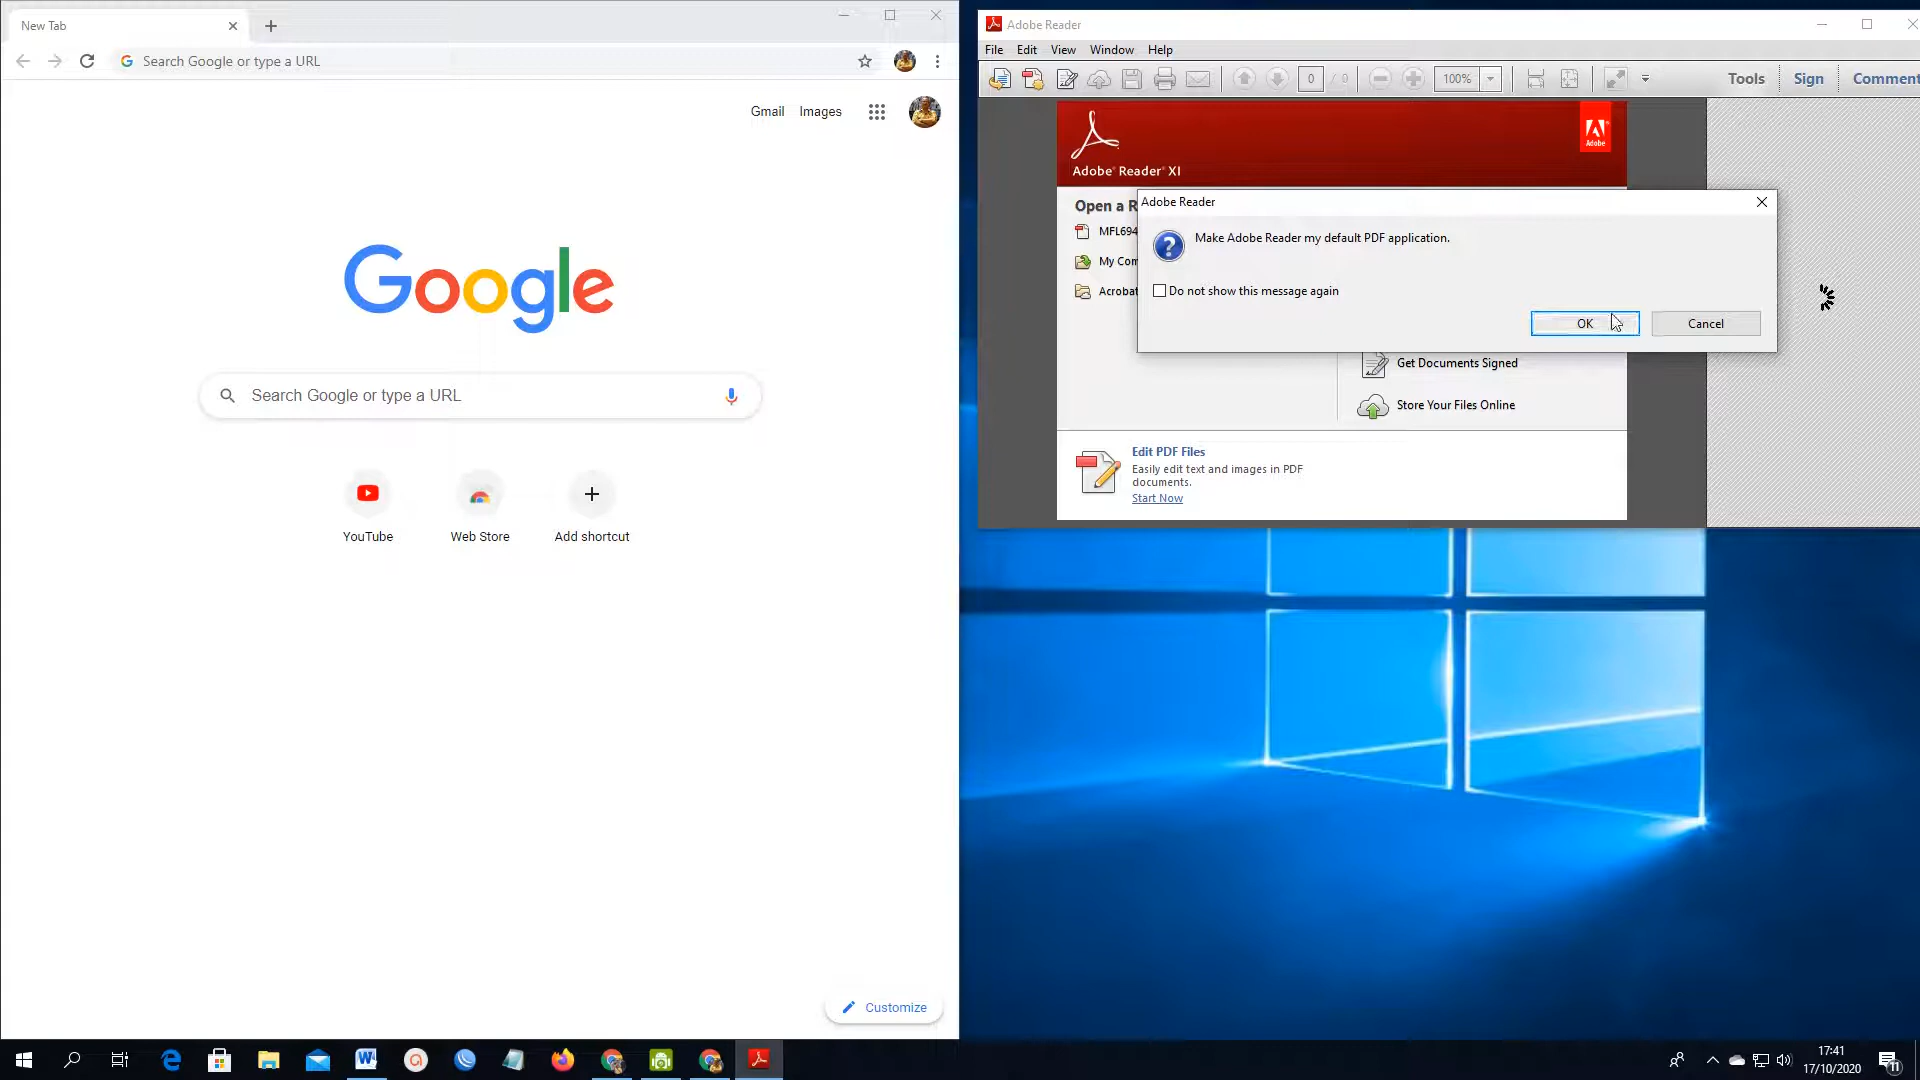 New Tab
Search Google or type a URL
Gmail Images
Google
Search Google or type a URL
YouTube
Web Store
Add shortcut
Customize
Adobe Reader
File Edit View Window Help
0 / 0
100%
Tools
Sign
Comment
Adobe
Adobe® Reader® XI
Open a R
MFL694
My Com
Acrobat
Adobe Reader
Make Adobe Reader my default PDF application.
Do not show this message again
OK
Cancel
Get Documents Signed
Store Your Files Online
Edit PDF Files
Easily edit text and images in PDF
documents.
Start Now
17:41
17/10/2020
11